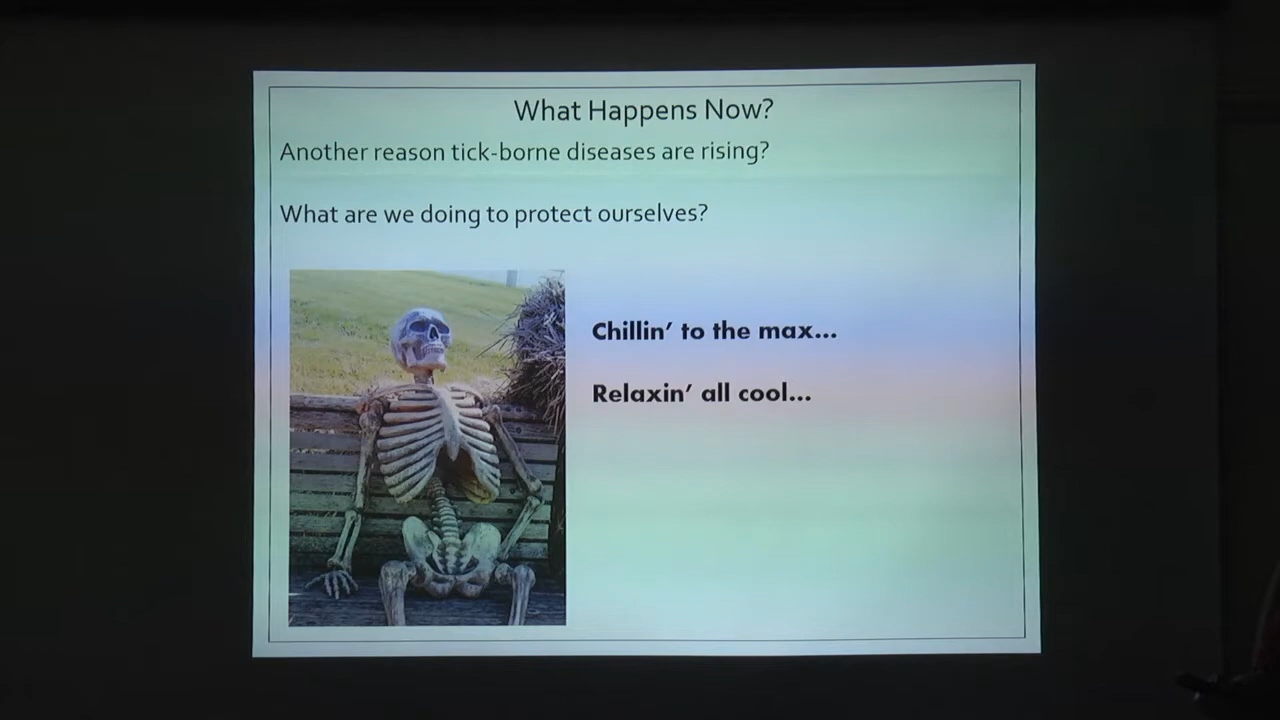 What Happens Now?
Another reason tick-borne diseases are rising?
What are we doing to protect ourselves?
Chillin’ to the max...
Relaxin’ all cool...